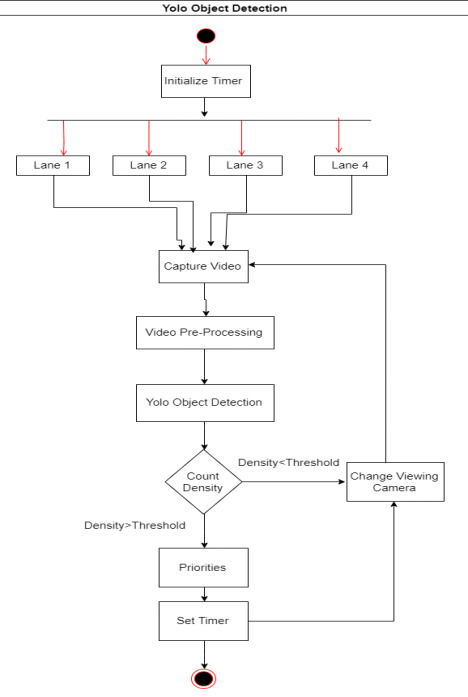 Yolo Object Detection
Initialize Timer
Lane 1
Lane 2
Lane 3
Lane 4
Capture Video
Video Pre-Processing
Yolo Object Detection
Count
Density
Density<Threshold
Change Viewing
Camera
Density>Threshold
Priorities
Set Timer